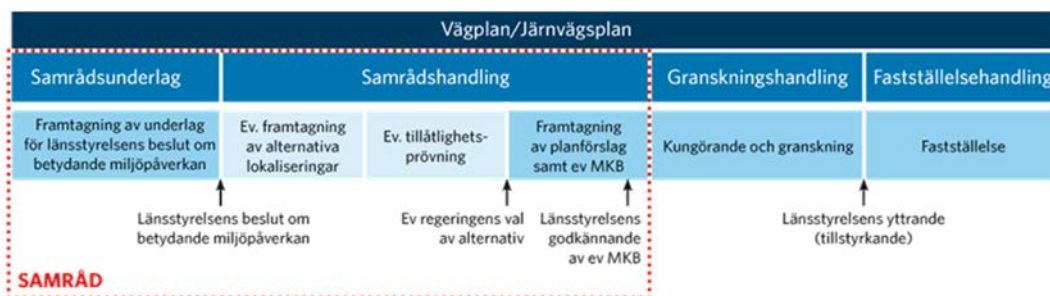 Vägplan/Järnvägsplan
Samrådsunderlag
Samrådshandling
Granskningshandling
Fastställelsehandling
Framtagning av underlag
för länsstyrelsens beslut om
betydande miljöpåverkan
Ev. framtagning
av alternativa
lokaliseringar
Ev. tillåtlighets-
prövning
Framtagning
av planförslag
samt ev MKB
Kungörande och granskning
Fastställelse
Länsstyrelsens beslut om
betydande miljöpåverkan
Ev regeringens val
av alternativ
Länsstyrelsens
godkännande
av ev MKB
Länsstyrelsens yttrande
(tillstyrkande)
SAMRÅD